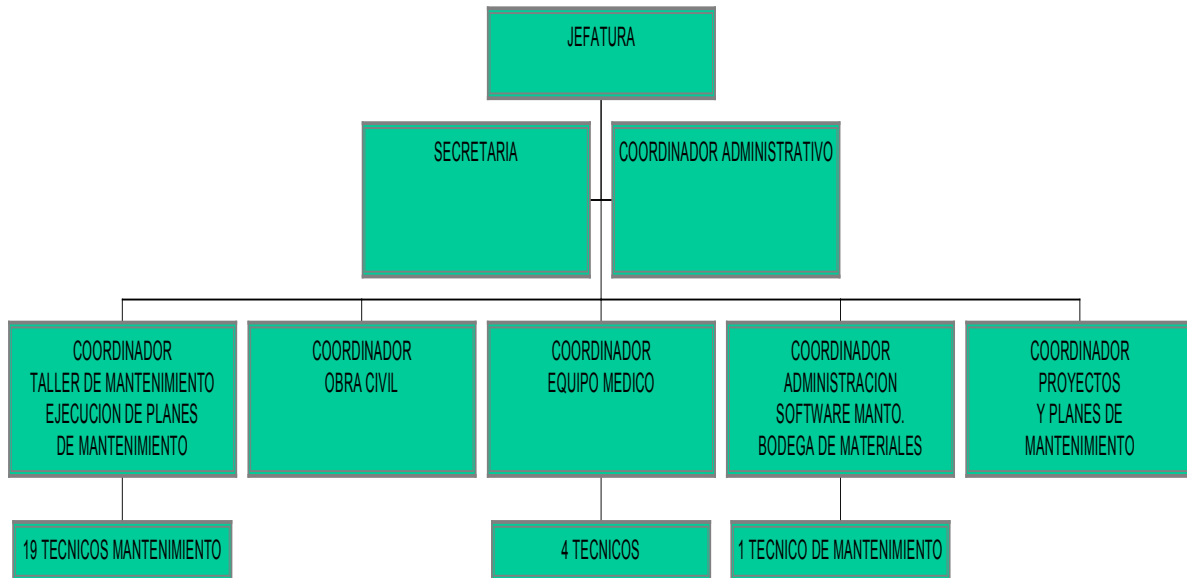 JEFATURA
SECRETARIA
COORDINADOR ADMINISTRATIVO
COORDINADOR
TALLER DE MANTENIMIENTO
EJECUCION DE PLANES
DE MANTENIMIENTO
COORDINADOR
OBRA CIVIL
COORDINADOR
EQUIPO MEDICO
COORDINADOR
ADMINISTRACION
SOFTWARE MANTO.
BODEGA DE MATERIALES
COORDINADOR
PROYECTOS
Y PLANES DE
MANTENIMIENTO
19 TECNICOS MANTENIMIENTO
4 TECNICOS
1 TECNICO DE MANTENIMIENTO